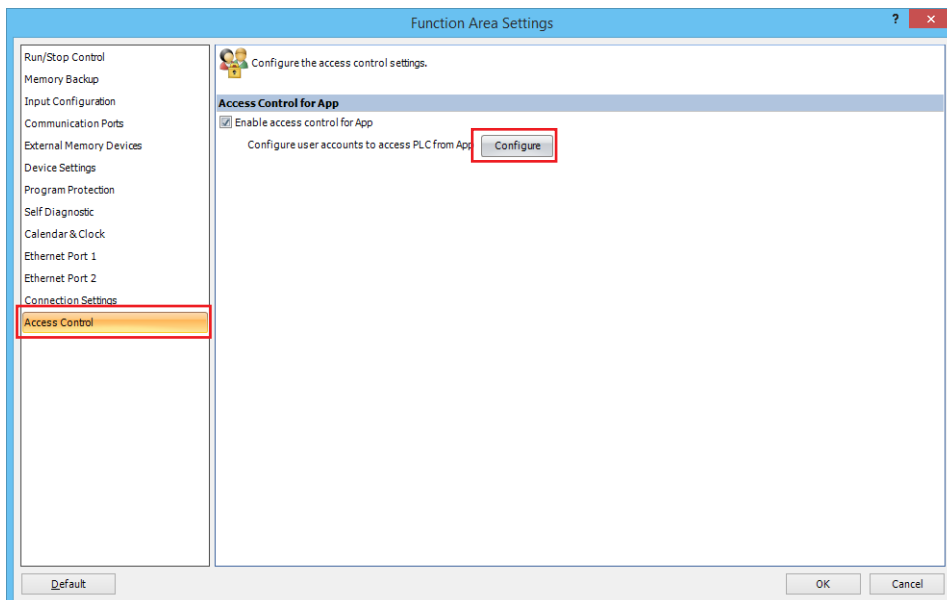 Function Area Settings
?
×
Run/Stop Control
Memory Backup
Input Configuration
Communication Ports
External Memory Devices
Device Settings
Program Protection
Self Diagnostic
Calendar & Clock
Ethernet Port 1
Ethernet Port 2
Connection Settings
Access Control
Configure the access control settings.
Access Control for App
Enable access control for App
Configure user accounts to access PLC from App
Configure
Default
OK
Cancel